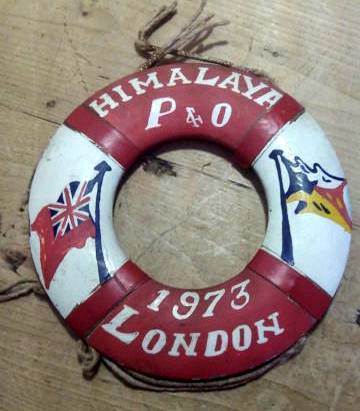 HIMALAYA
P & O
1973
LONDON